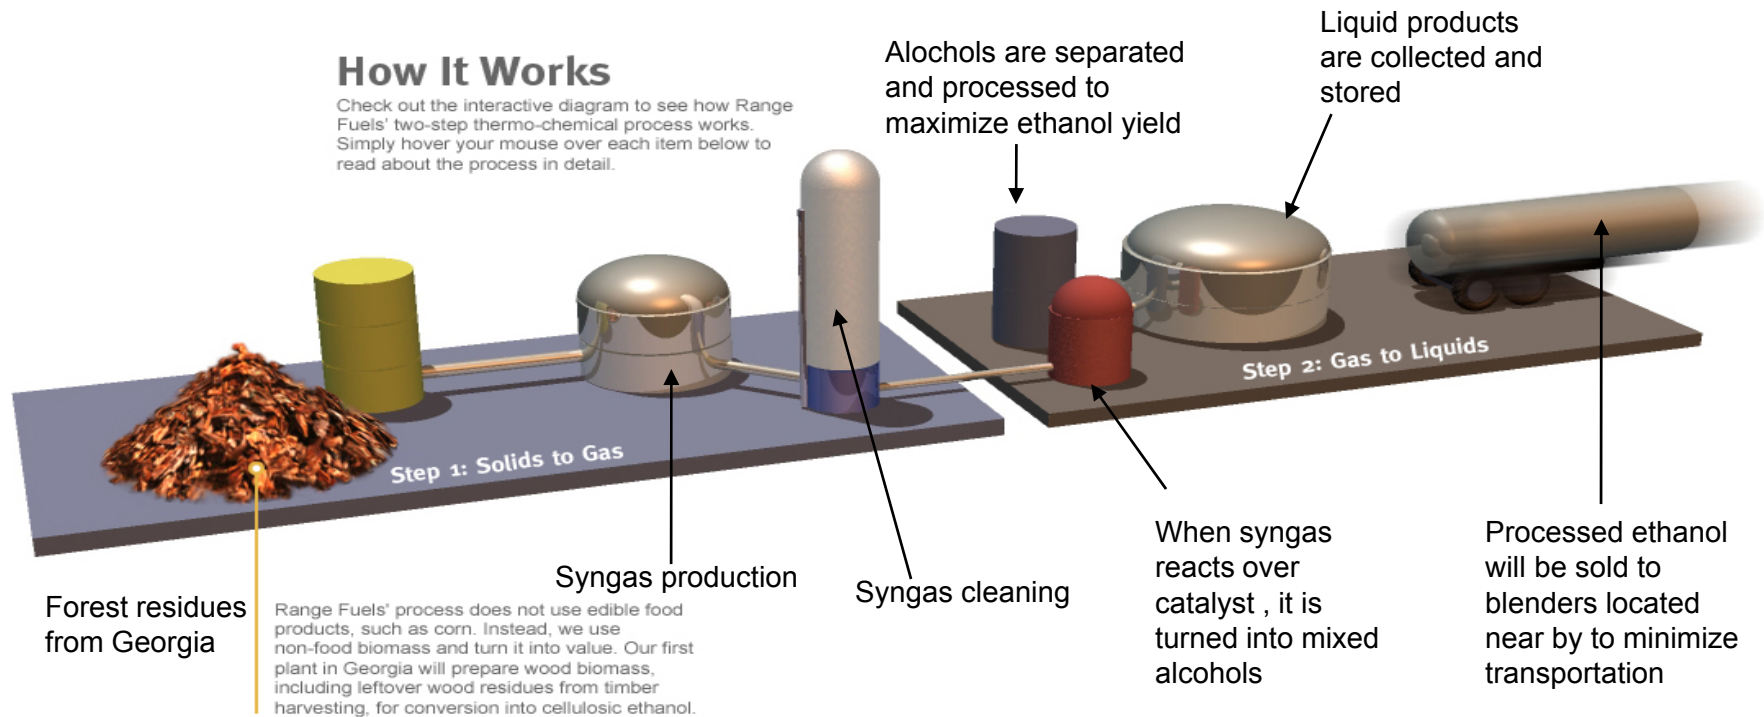 How It Works
Check out the interactive diagram to see how Range
Fuels' two-step thermo-chemical process works.
Simply hover your mouse over each item below to
read about the process in detail.
Alochols are separated
and processed to
maximize ethanol yield
Liquid products
are collected and
stored
Step 1: Solids to Gas
Step 2: Gas to Liquids
Forest residues
from Georgia
Syngas production
Syngas cleaning
When syngas
reacts over
catalyst , it is
turned into mixed
alcohols
Processed ethanol
will be sold to
blenders located
near by to minimize
transportation
Range Fuels' process does not use edible food
products, such as corn. Instead, we use
non-food biomass and turn it into value. Our first
plant in Georgia will prepare wood biomass,
including leftover wood residues from timber
harvesting, for conversion into cellulosic ethanol.